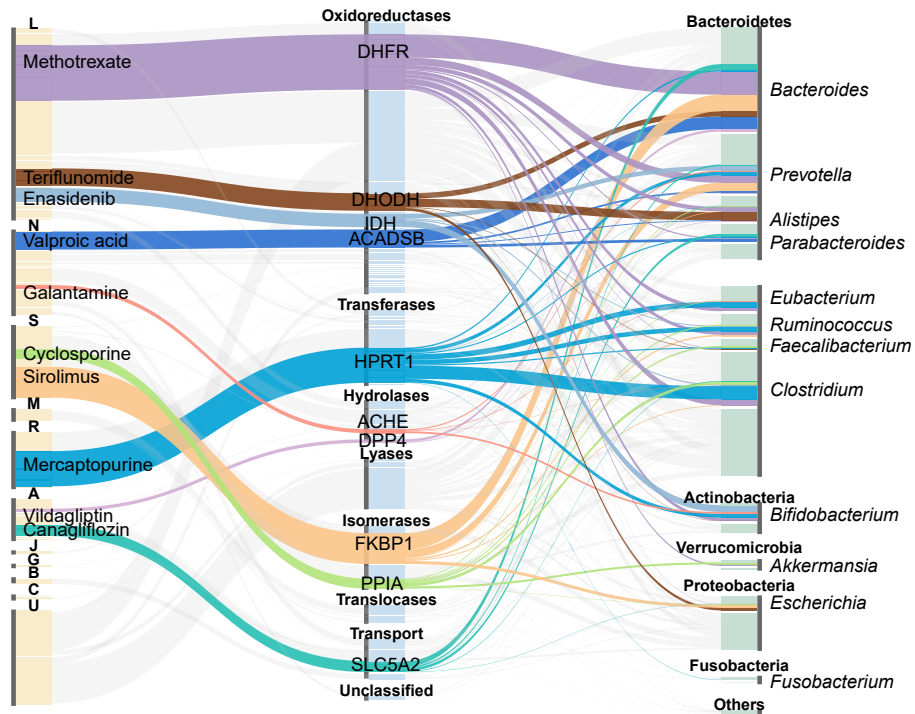 L
Methotrexate
Teriflunomide
Enasidenib
N
Valproic acid
Galantamine
S
Cyclosporine
Sirolimus
M
R
Mercaptopurine
A
Vildagliptin
Canagliflozin
J
G
B
C
U
Oxidoreductases
DHFR
DHODH
IDH
ACADSB
Transferases
HPRT1
Hydrolases
ACHE
DPP4
Lyases
Isomerases
FKBP1
PPIA
Translocases
Transport
SLC5A2
Unclassified
Bacteroidetes
Bacteroides
Prevotella
Alistipes
Parabacteroides
Eubacterium
Ruminococcus
Faecalibacterium
Clostridium
Actinobacteria
Bifidobacterium
Verrucomicrobia
Akkermansia
Proteobacteria
Escherichia
Fusobacteria
Fusobacterium
Others